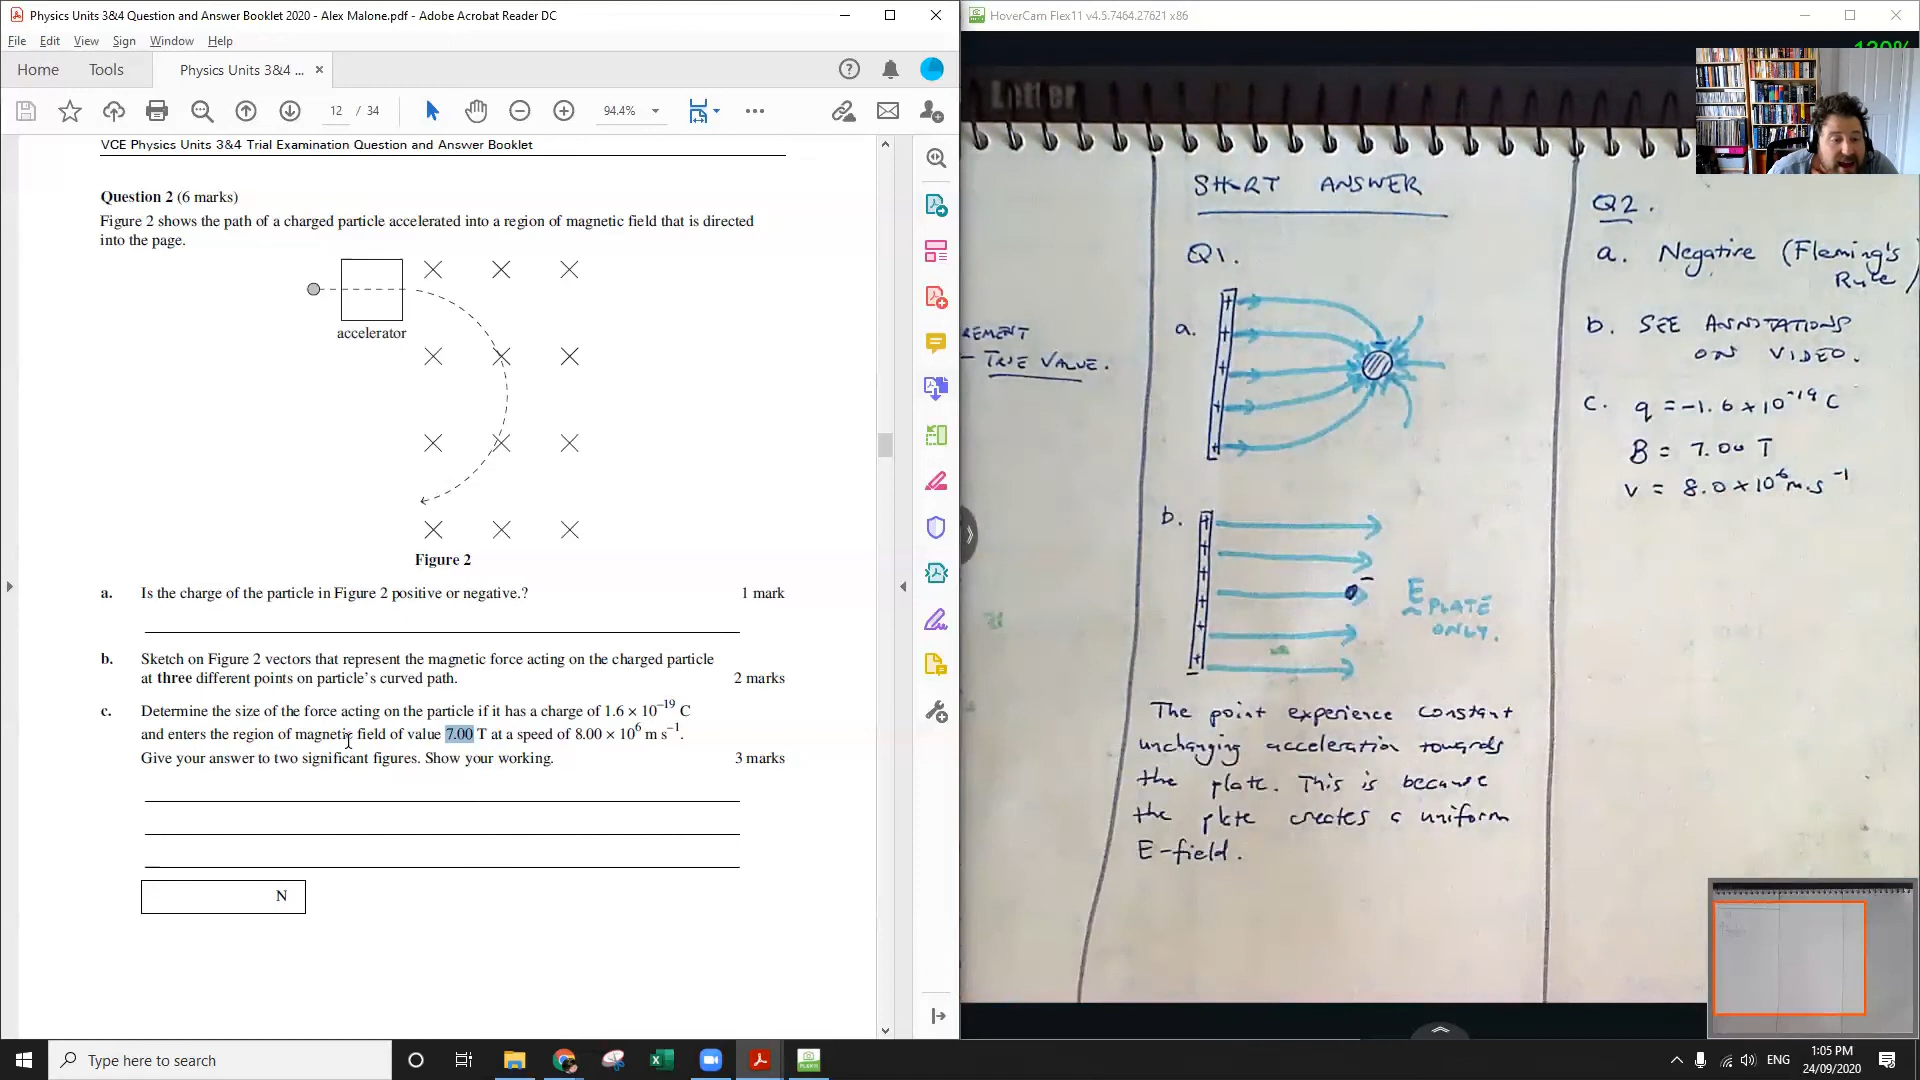 Physics Units 3&4 Question and Answer Booklet 2020 - Alex Malone.pdf - Adobe Acrobat Reader DC
File Edit View Sign Window Help
Home Tools Physics Units 3&4 ... ×
12 / 34 94.4%
VCE Physics Units 3&4 Trial Examination Question and Answer Booklet
Question 2 (6 marks)
Figure 2 shows the path of a charged particle accelerated into a region of magnetic field that is directed
into the page.
accelerator
Figure 2
a. Is the charge of the particle in Figure 2 positive or negative.? 1 mark
b. Sketch on Figure 2 vectors that represent the magnetic force acting on the charged particle
at three different points on particle's curved path. 2 marks
c. Determine the size of the force acting on the particle if it has a charge of 1.6 × 10⁻¹⁹ C
and enters the region of magnetic field of value 7.00 T at a speed of 8.00 × 10⁶ m s⁻¹.
Give your answer to two significant figures. Show your working. 3 marks
N
HoverCam Flex11 v4.5.7464.27621 x86
Letter
REMENT
- TRUE VALUE.
SHORT ANSWER
Q1.
a.
b.
E PLATE
ONLY.
The point experience constant
unchanging acceleration towards
the plate. This is because
the plate creates a uniform
E-field.
Q2.
a. Negative (Fleming's
Rule)
b. SEE ANNOTATIONS
ON VIDEO.
c. q = -1.6 × 10⁻¹⁹ C
B = 7.00 T
v = 8.0 × 10⁶ m.s⁻¹
Type here to search
ENG
1:05 PM
24/09/2020